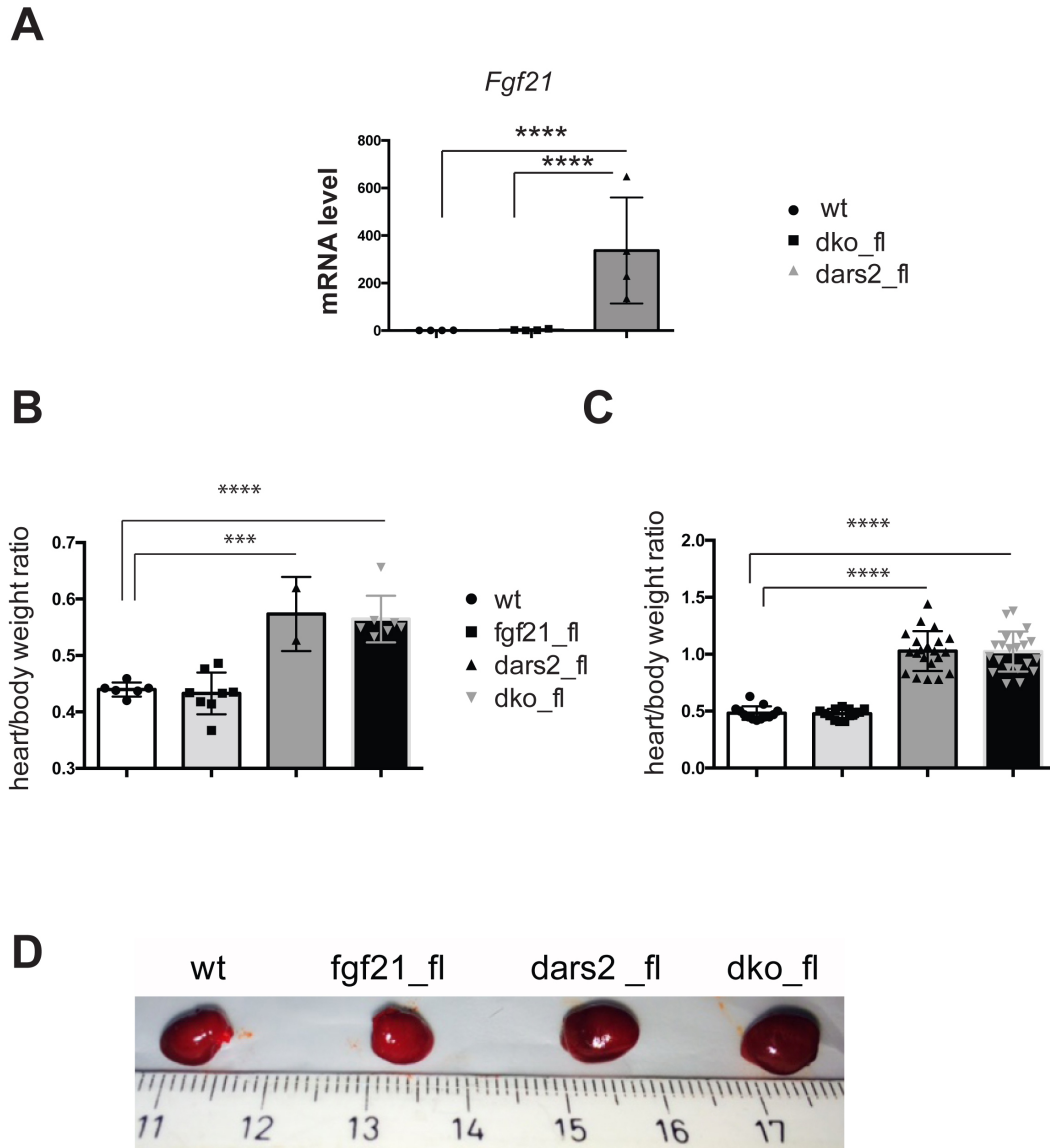 A
Fgf21
mRNA level
800
600
400
200
0
****
****
wt
dko_fl
dars2_fl
B
heart/body weight ratio
0.7
0.6
0.5
0.4
0.3
****
***
wt
fgf21_fl
dars2_fl
dko_fl
C
heart/body weight ratio
2.0
1.5
1.0
0.5
0.0
****
****
D
wt fgf21_fl dars2 _fl dko_fl
11 12 13 14 15 16 17